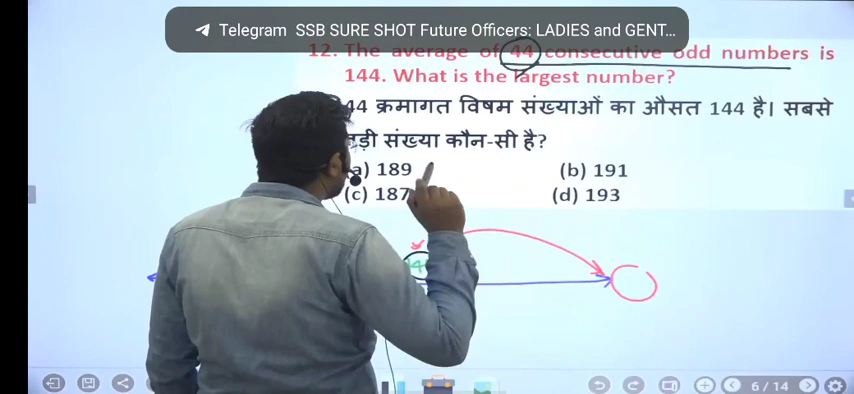 Telegram SSB SURE SHOT Future Officers: LADIES and GENT...
12. The average of 44 consecutive odd numbers is
144. What is the largest number?
44 क्रमागत विषम संख्याओं का औसत 144 है। सबसे
संख्या कौन-सी है?
a) 189 (b) 191
(c) 187 (d) 193
6 / 14